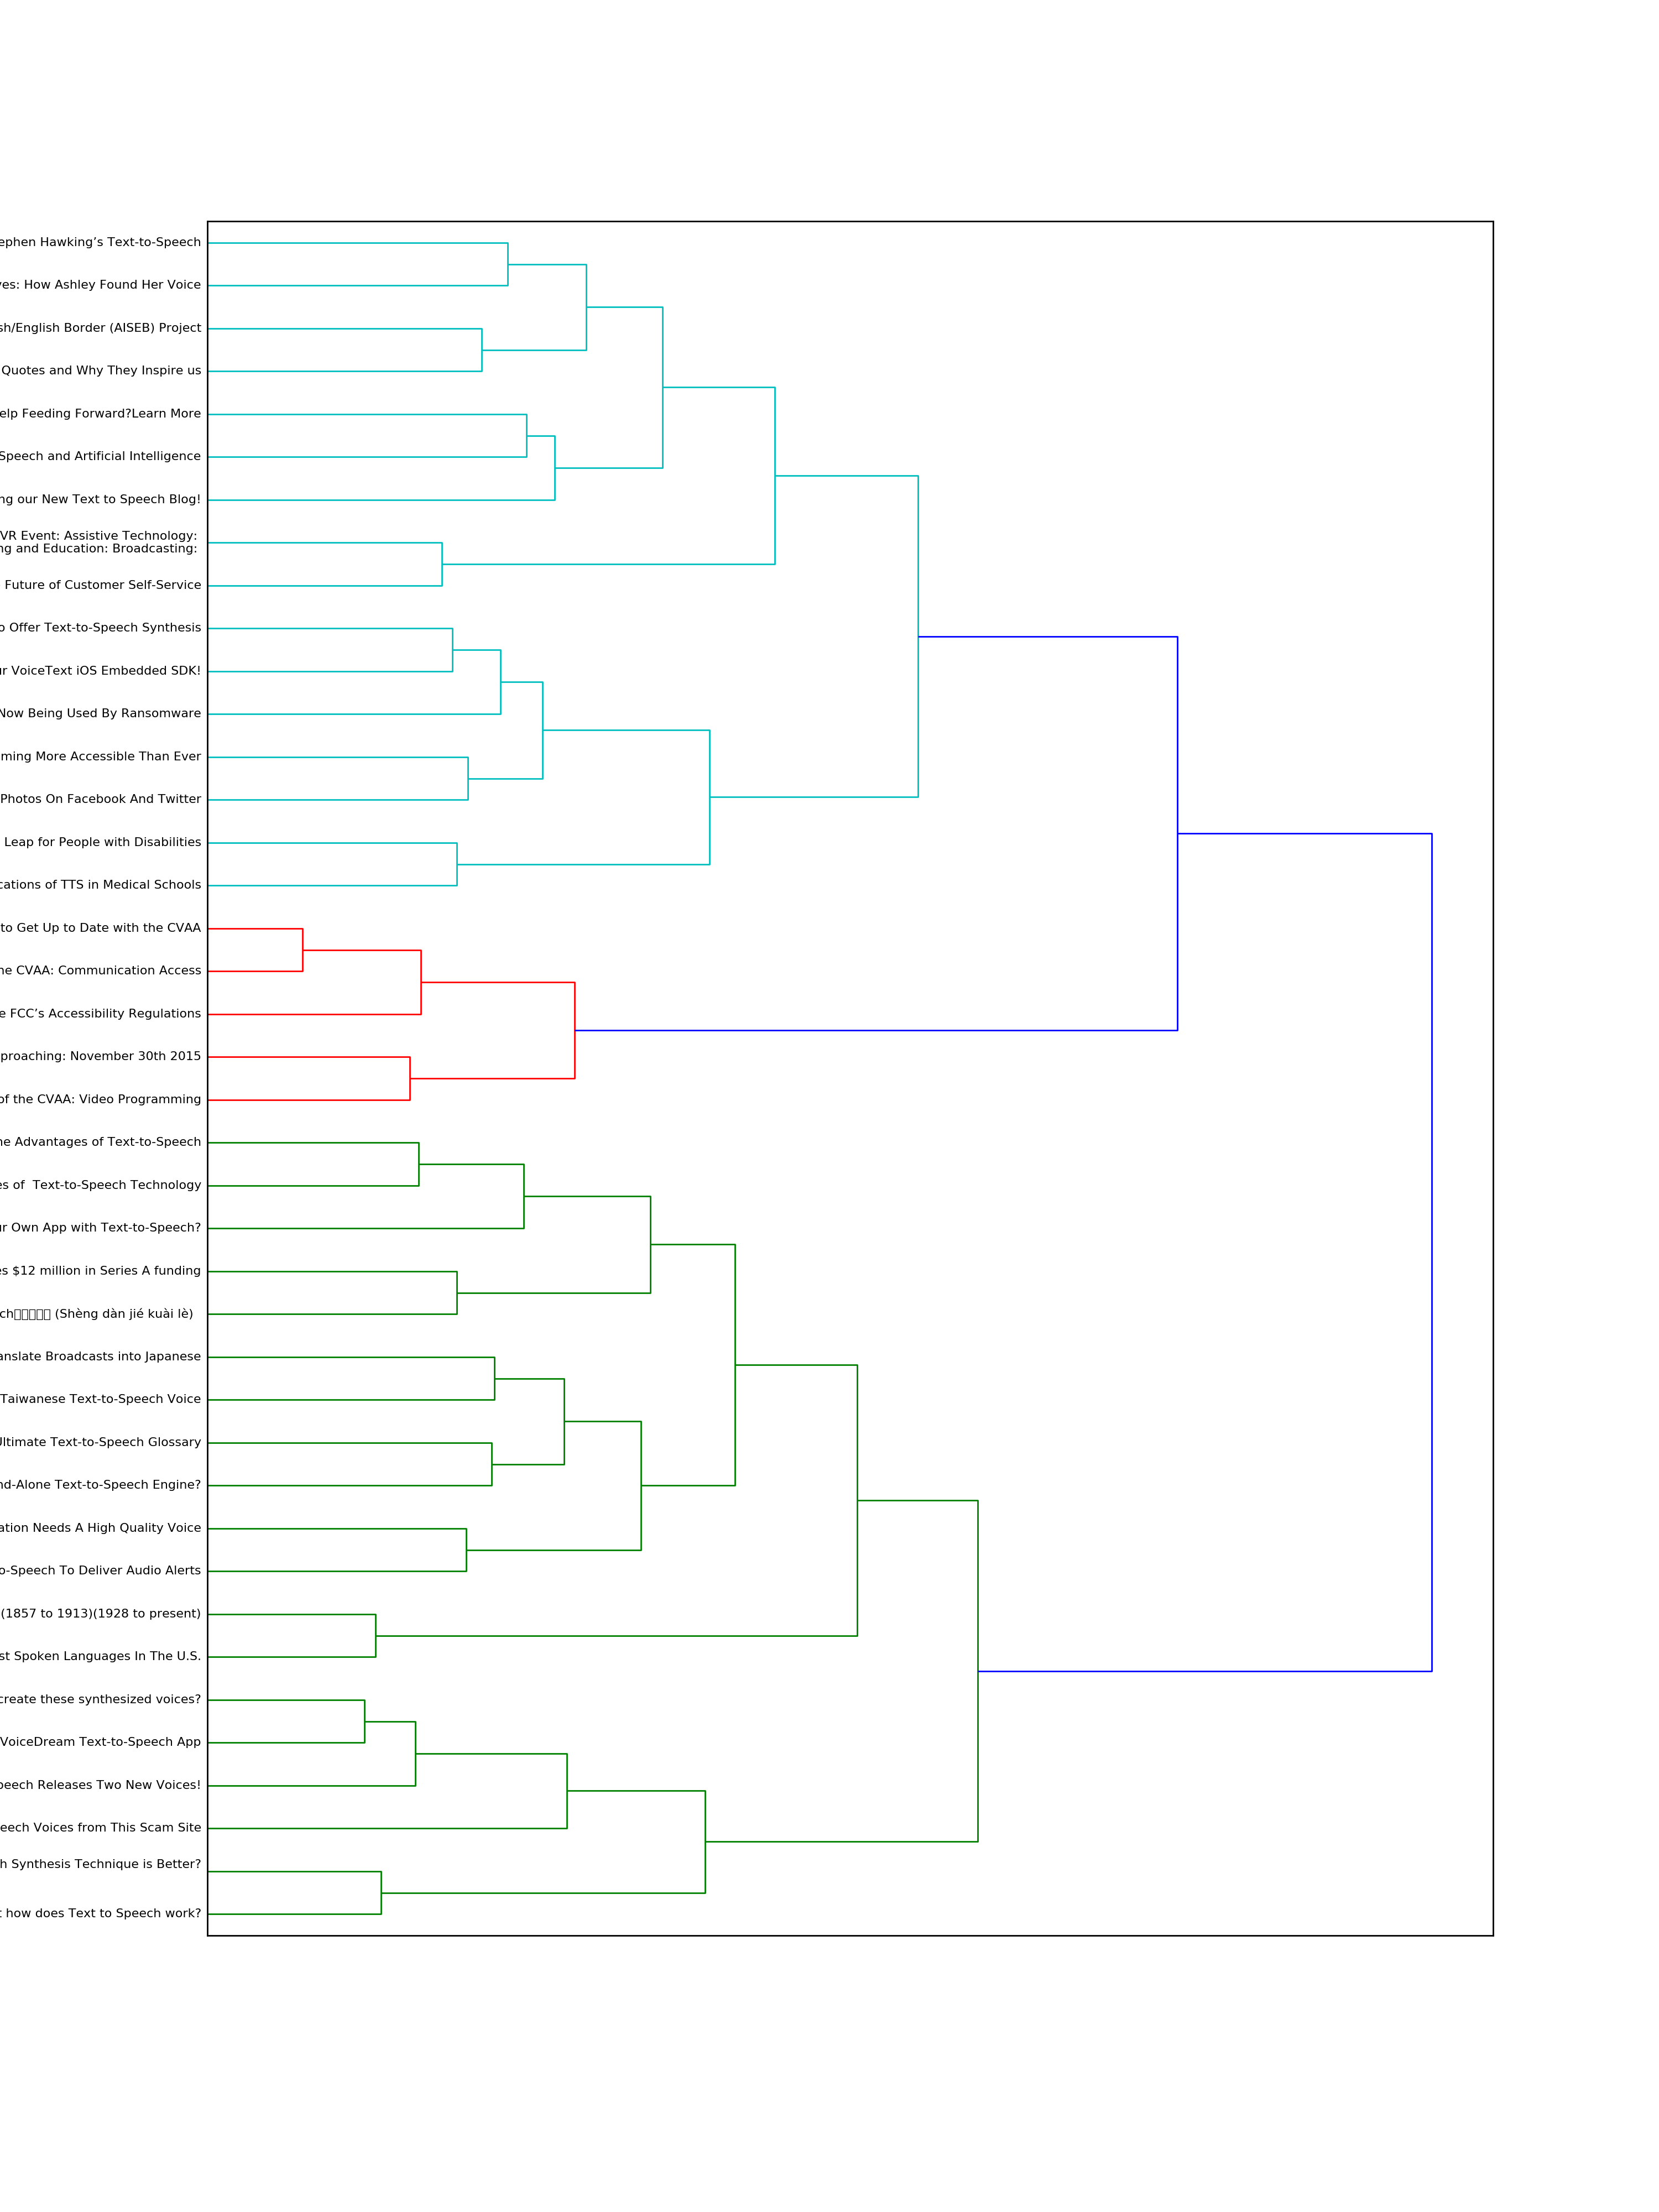 ephen Hawking’s Text-to-Speech
ves: How Ashley Found Her Voice
sh/English Border (AISEB) Project
Quotes and Why They Inspire us
elp Feeding Forward?Learn More
Speech and Artificial Intelligence
ng our New Text to Speech Blog!
VR Event: Assistive Technology:
ng and Education: Broadcasting:
Future of Customer Self-Service
o Offer Text-to-Speech Synthesis
ur VoiceText iOS Embedded SDK!
Now Being Used By Ransomware
ming More Accessible Than Ever
Photos On Facebook And Twitter
Leap for People with Disabilities
cations of TTS in Medical Schools
to Get Up to Date with the CVAA
he CVAA: Communication Access
e FCC’s Accessibility Regulations
proaching: November 30th 2015
of the CVAA: Video Programming
he Advantages of Text-to-Speech
es of  Text-to-Speech Technology
ur Own App with Text-to-Speech?
es $12 million in Series A funding
ch (Shèng dàn jié kuài lè)
anslate Broadcasts into Japanese
Taiwanese Text-to-Speech Voice
Ultimate Text-to-Speech Glossary
nd-Alone Text-to-Speech Engine?
ation Needs A High Quality Voice
o-Speech To Deliver Audio Alerts
(1857 to 1913)(1928 to present)
st Spoken Languages In The U.S.
create these synthesized voices?
VoiceDream Text-to-Speech App
peech Releases Two New Voices!
eech Voices from This Scam Site
h Synthesis Technique is Better?
t how does Text to Speech work?